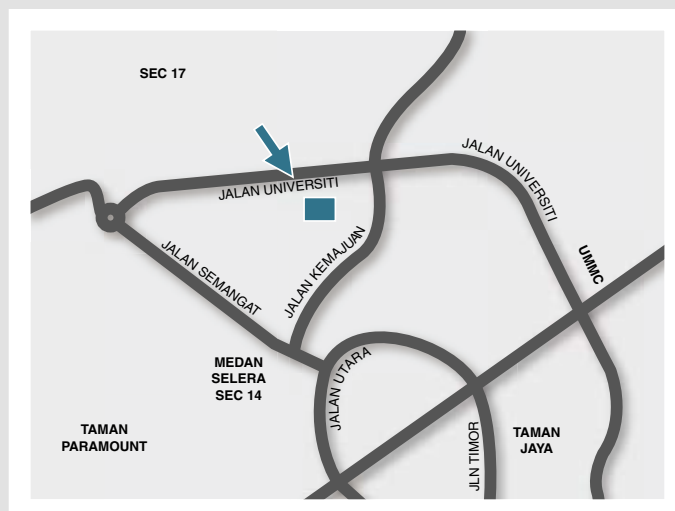 SEC 17
JALAN UNIVERSITI
JALAN UNIVERSITI
JALAN KEMAJUAN
JALAN SEMANGAT
UMMC
MEDAN
SELERA
SEC 14
JALAN UTARA
TAMAN
PARAMOUNT
JLN TIMOR
TAMAN
JAYA